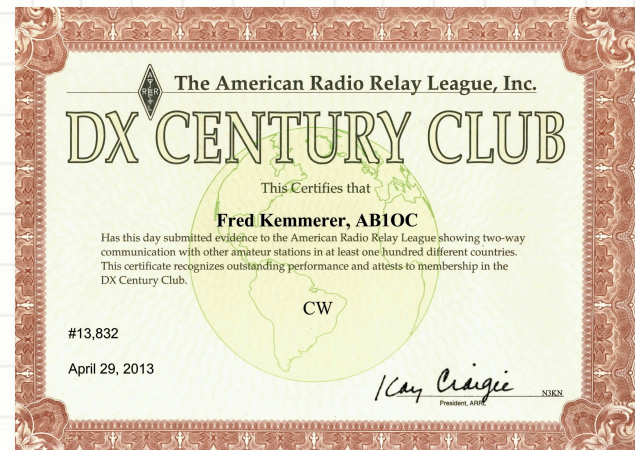 The American Radio Relay League, Inc.
DX CENTURY CLUB
This Certifies that
Fred Kemmerer, AB1OC
Has this day submitted evidence to the American Radio Relay League showing two-way
communication with other amateur stations in at least one hundred different countries.
This certificate recognizes outstanding performance and attests to membership in the
DX Century Club.
CW
#13,832
April 29, 2013
Kay Craigie N3KN
President, ARRL